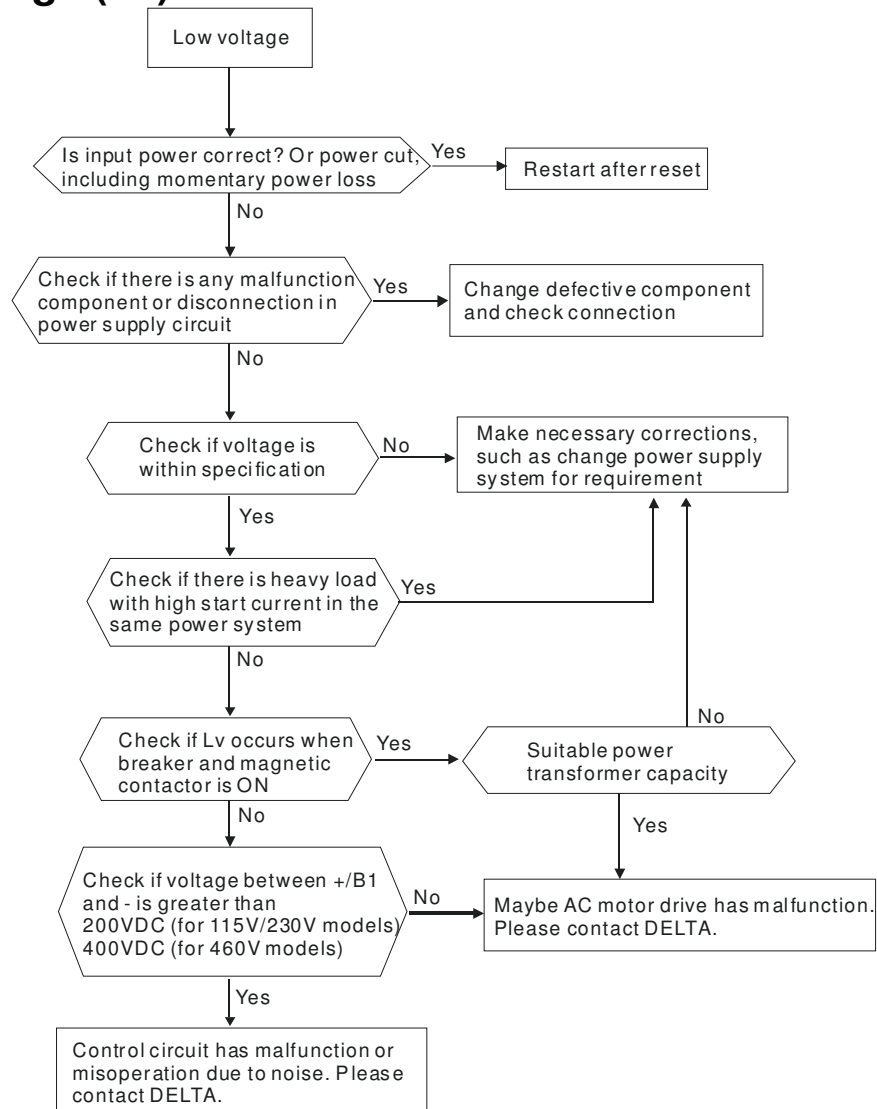 Low voltage
Is input power correct? Or power cut,
including momentary power loss
Yes
Restart after reset
No
Check if there is any malfunction
component or disconnection in
power supply circuit
Yes
Change defective component
and check connection
No
Check if voltage is
within specification
No
Make necessary corrections,
such as change power supply
system for requirement
Yes
Check if there is heavy load
with high start current in the
same power system
Yes
No
Check if Lv occurs when
breaker and magnetic
contactor is ON
Yes
Suitable power
transformer capacity
No
No
Yes
Check if voltage between +/B1
and - is greater than
200VDC (for 115V/230V models)
400VDC (for 460V models)
No
Maybe AC motor drive has malfunction.
Please contact DELTA.
Yes
Control circuit has malfunction or
misoperation due to noise. Please
contact DELTA.